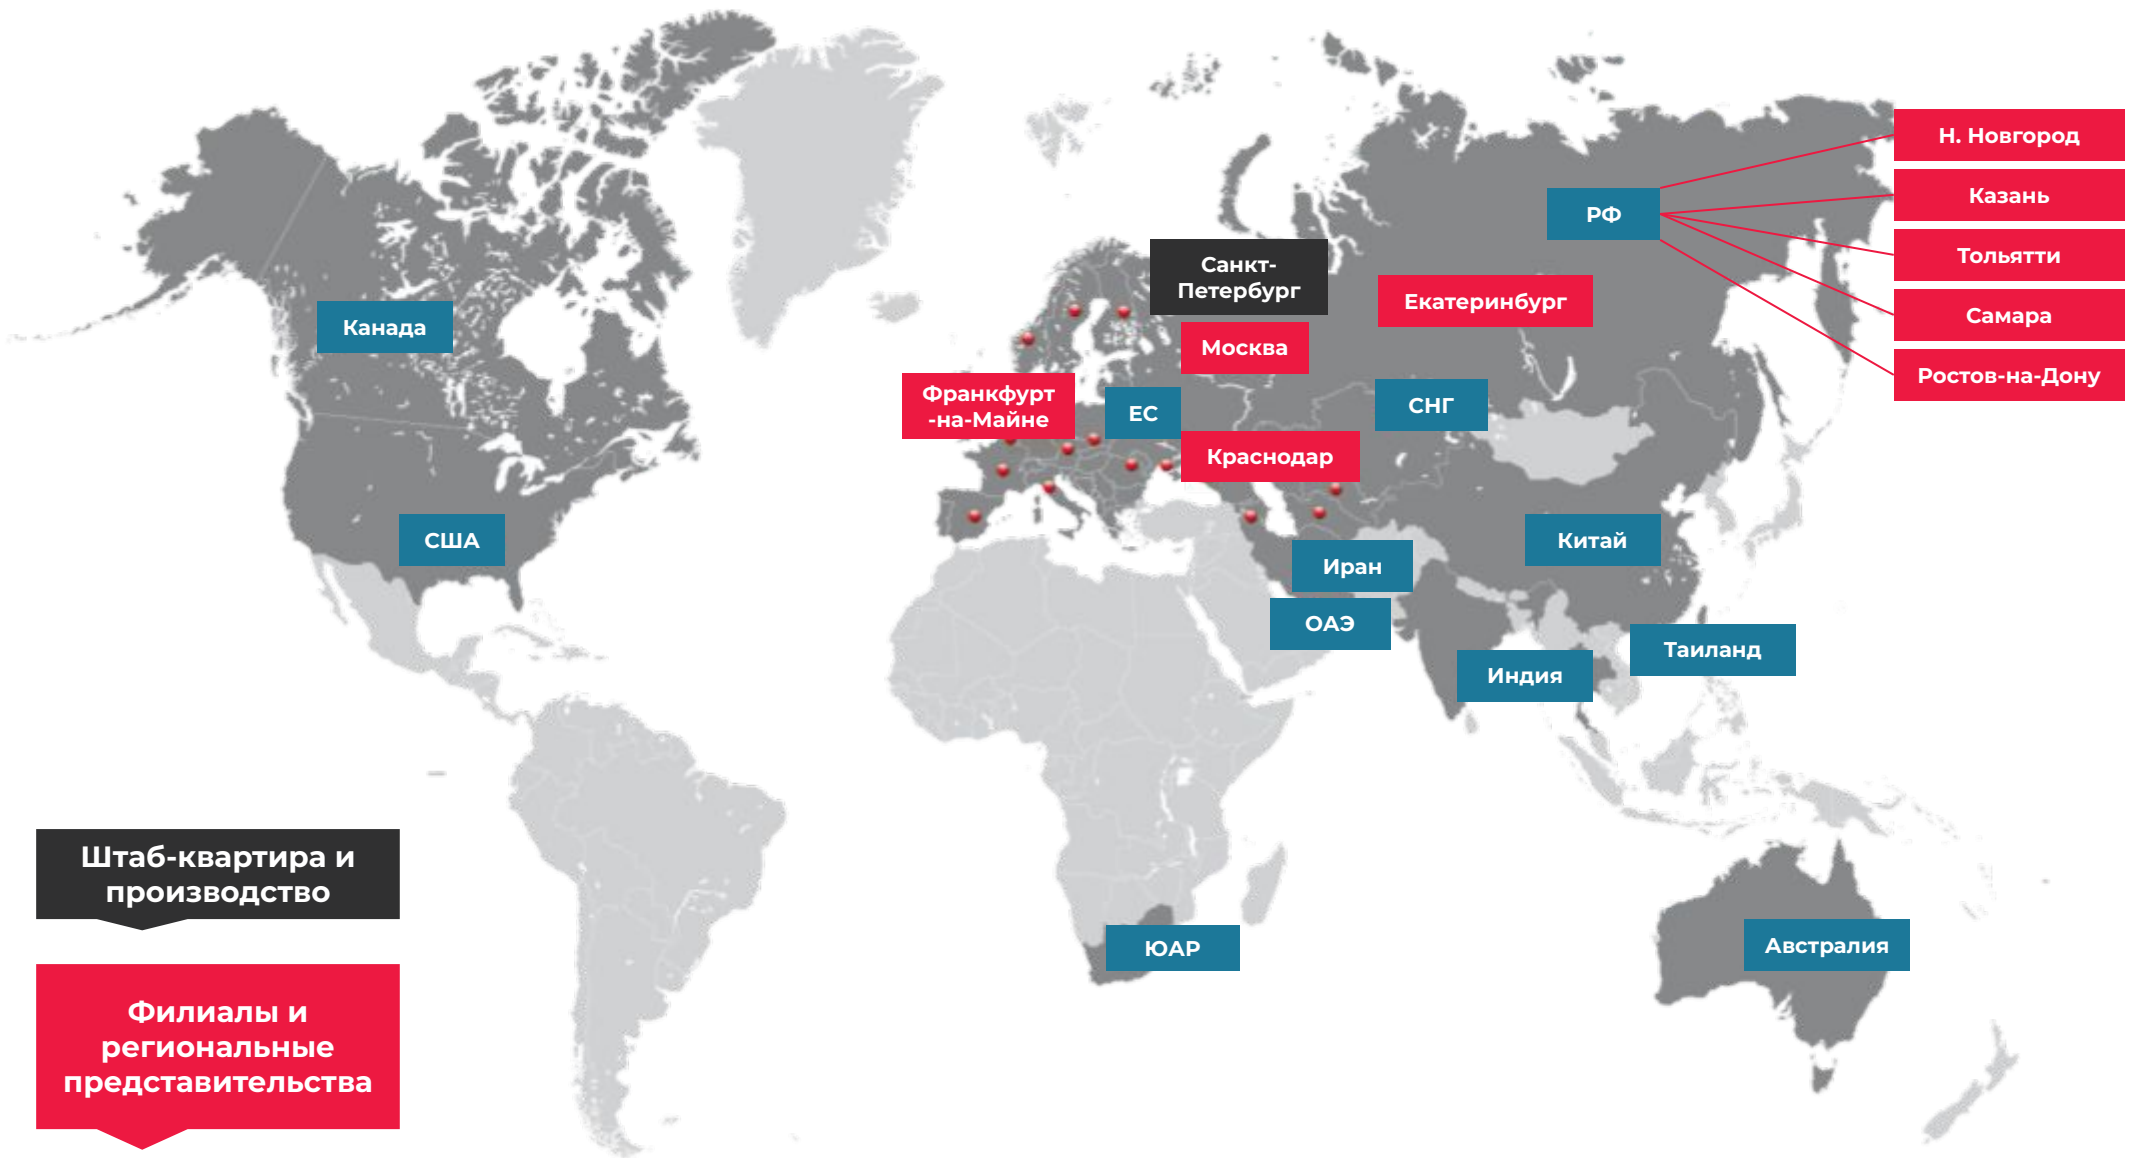 Н. Новгород
Казань
РФ
Тольятти
Санкт-
Петербург
Екатеринбург
Самара
Канада
Москва
Ростов-на-Дону
Франкфурт
-на-Майне
ЕС
СНГ
Краснодар
США
Китай
Иран
ОАЭ
Таиланд
Индия
Штаб-квартира и
производство
ЮАР
Австралия
Филиалы и
региональные
представительства